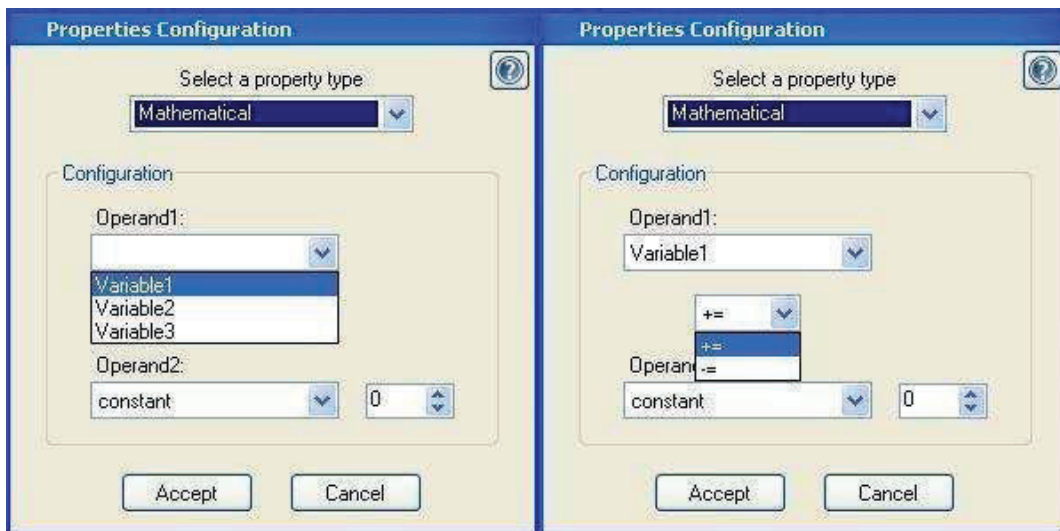 Properties Configuration
Select a property type
Mathematical
Configuration
Operand1:
Variable1
Variable2
Variable3
Operand2:
constant 0
Accept Cancel
Properties Configuration
Select a property type
Mathematical
Configuration
Operand1:
Variable1
+=
+=
-=
Operan
constant 0
Accept Cancel